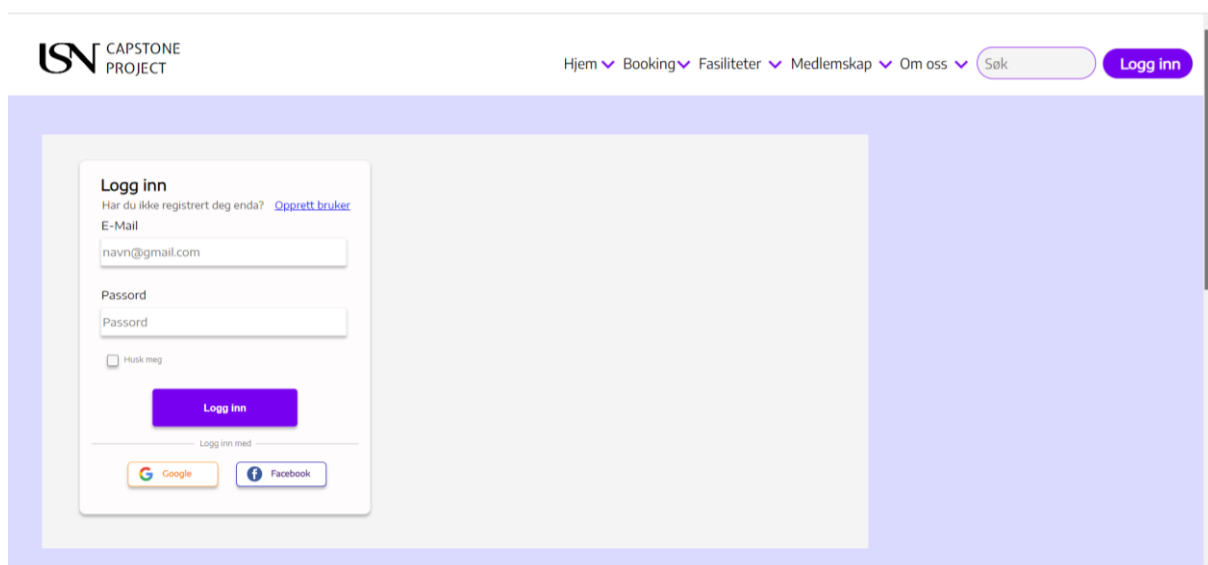 USN CAPSTONE
PROJECT
Hjem Booking Fasiliteter Medlemskap Om oss Søk Logg inn
Logg inn
Har du ikke registrert deg enda? Opprett bruker
E-Mail
navn@gmail.com
Passord
Passord
Husk meg
Logg inn
Logg inn med
Google Facebook